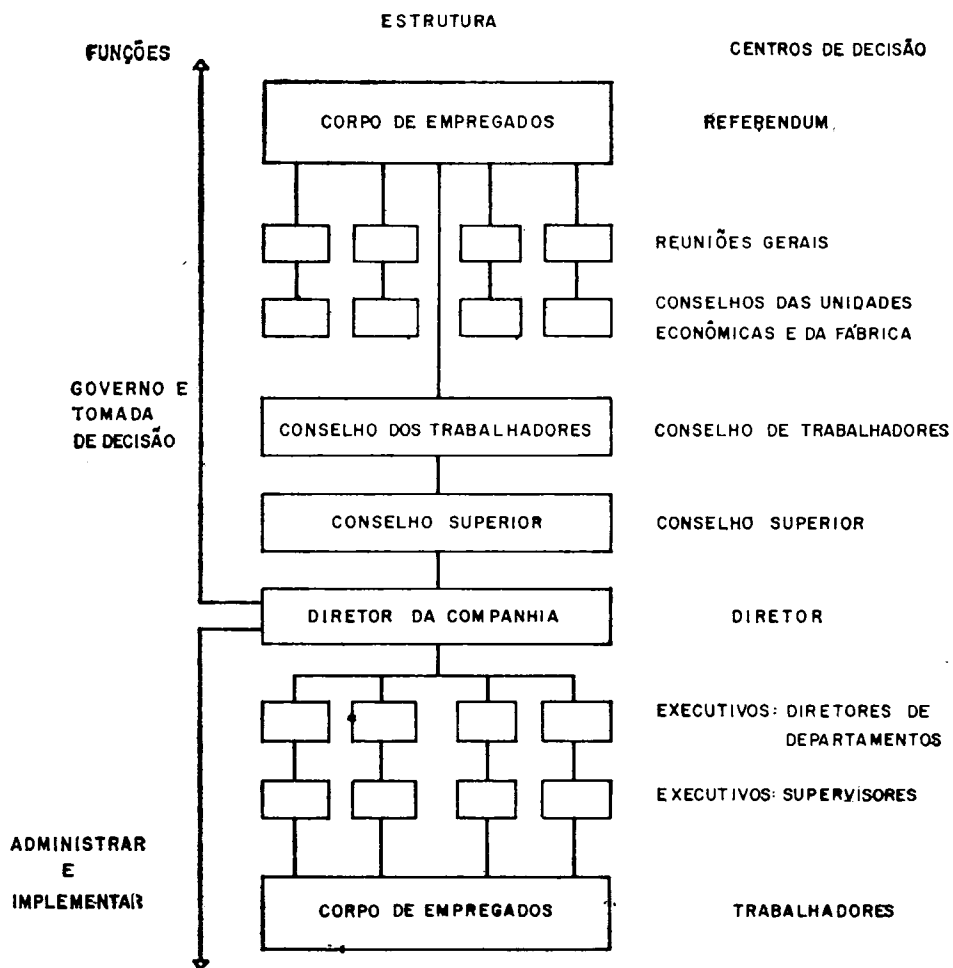 ESTRUTURA
FUNÇÕES
CENTROS DE DECISÃO
CORPO DE EMPREGADOS
REFERENDUM
REUNIÕES GERAIS
CONSELHOS DAS UNIDADES
ECONÔMICAS E DA FÁBRICA
GOVERNO E
TOMADA
DE DECISÃO
CONSELHO DOS TRABALHADORES
CONSELHO DE TRABALHADORES
CONSELHO SUPERIOR
CONSELHO SUPERIOR
DIRETOR DA COMPANHIA
DIRETOR
EXECUTIVOS: DIRETORES DE
DEPARTAMENTOS
EXECUTIVOS: SUPERVISORES
ADMINISTRAR
E
IMPLEMENTAR
CORPO DE EMPREGADOS
TRABALHADORES